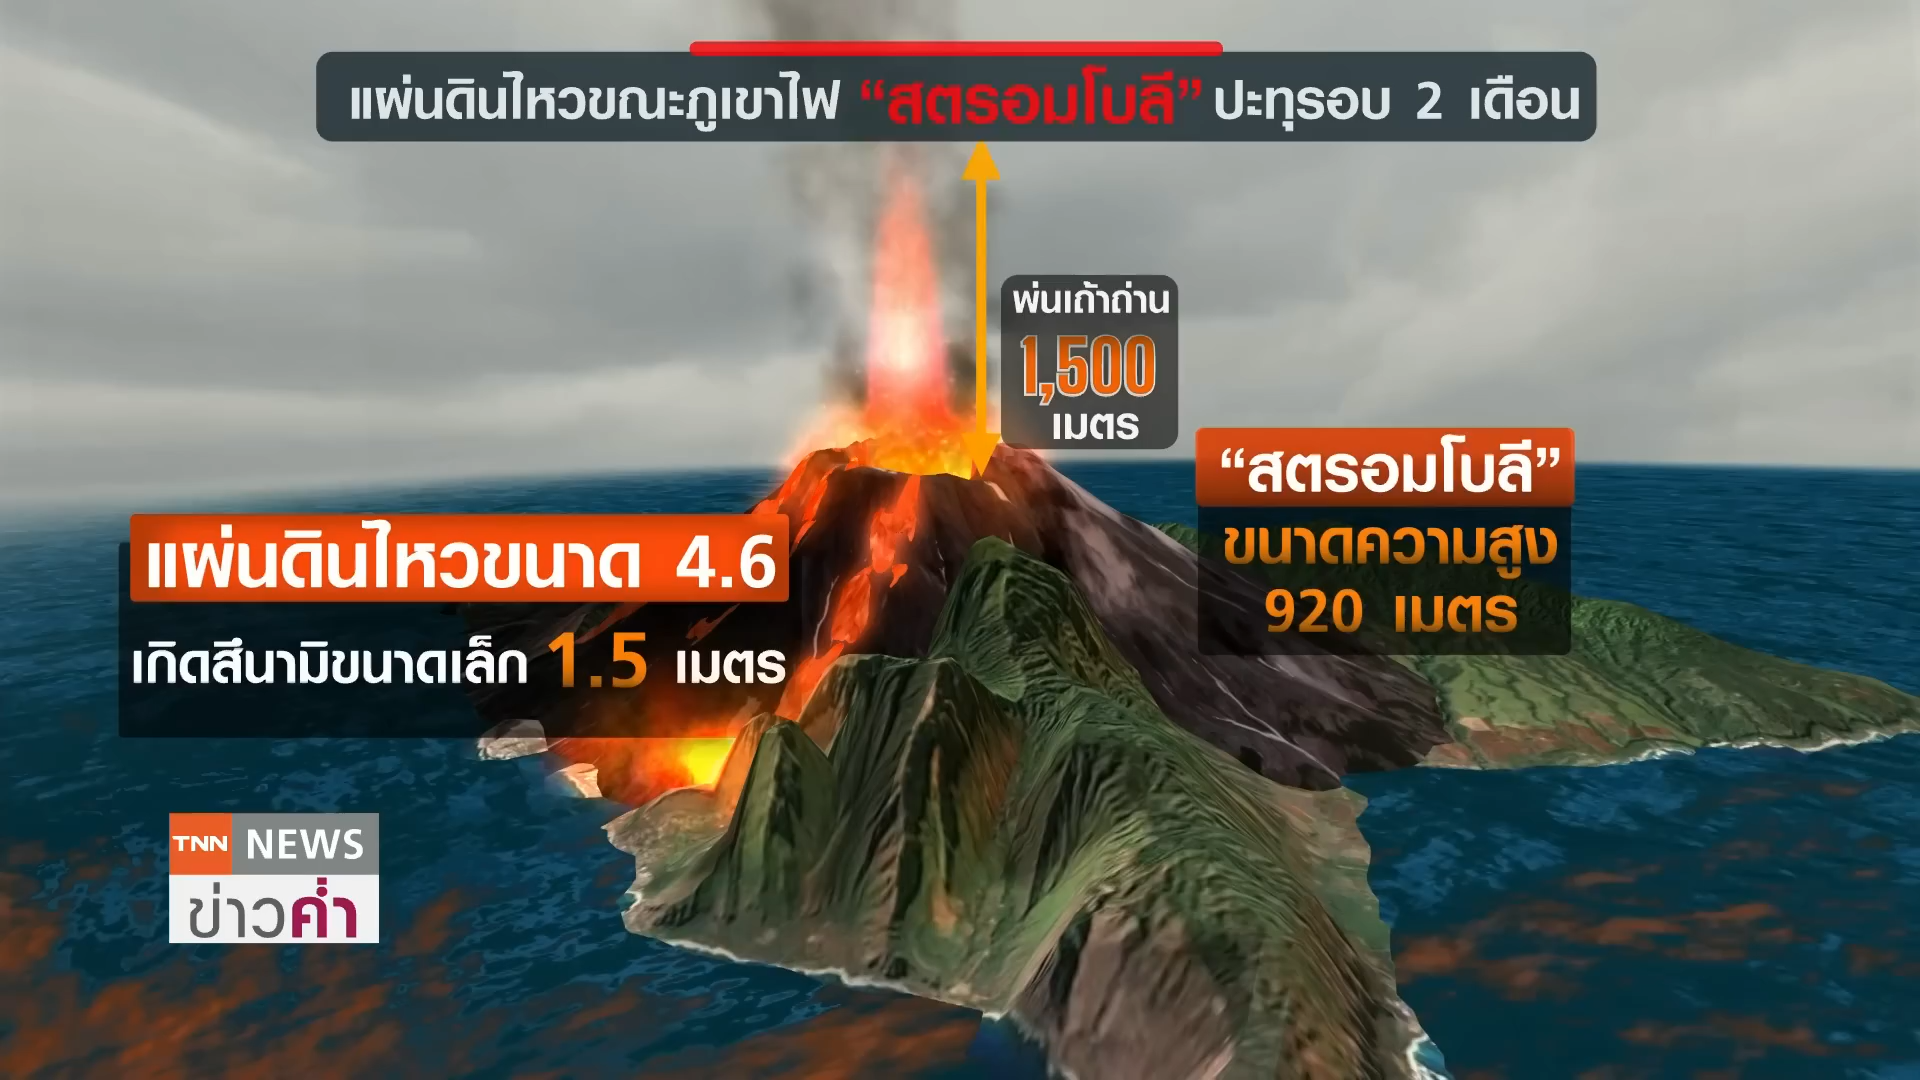 แผ่นดินไหวขณะภูเขาไฟ “สตรอมโบลี” ปะทุรอบ 2 เดือน
พ่นเถ้าถ่าน
1,500
เมตร
“สตรอมโบลี”
ขนาดความสูง
920 เมตร
แผ่นดินไหวขนาด 4.6
เกิดสึนามิขนาดเล็ก 1.5 เมตร
TNN NEWS
ข่าวค่ำ